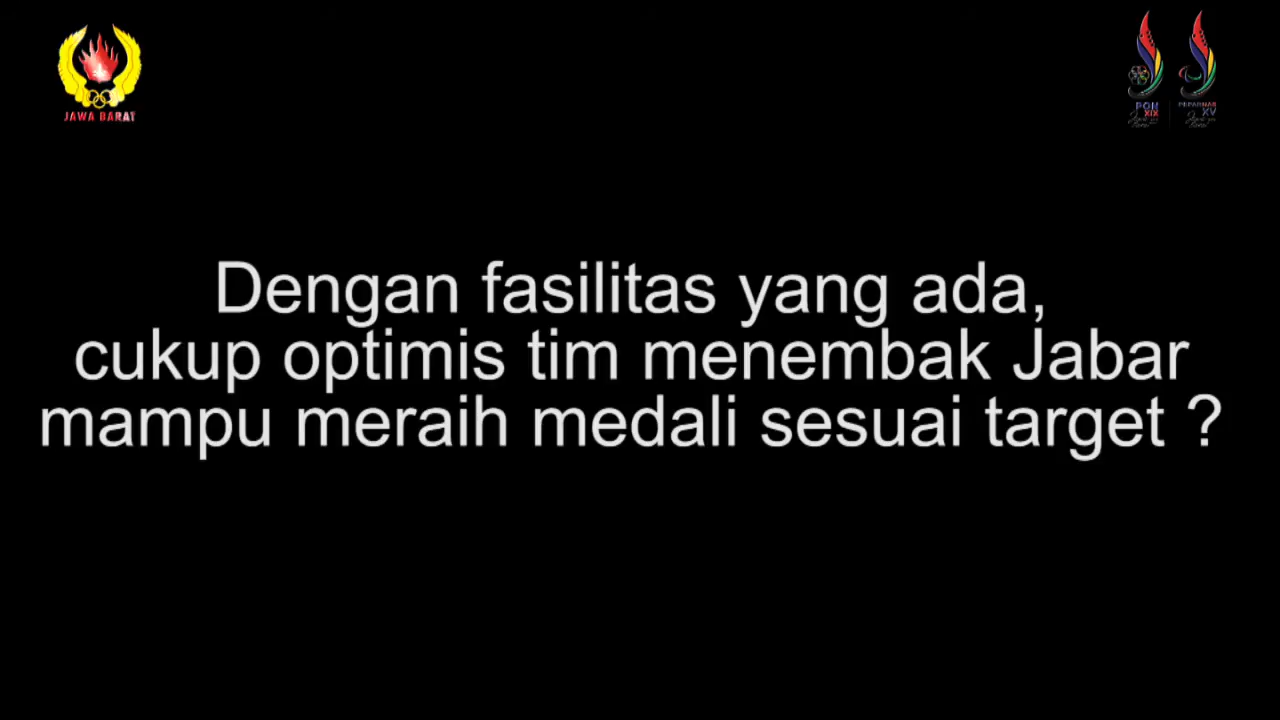 JAWA BARAT
PON
XIX
PEPARNAS
XV
Dengan fasilitas yang ada,
cukup optimis tim menembak Jabar
mampu meraih medali sesuai target ?